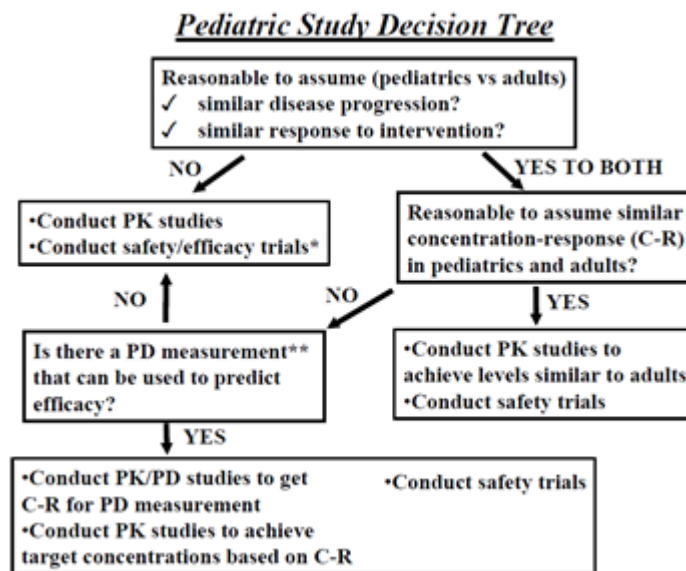 Pediatric Study Decision Tree
Reasonable to assume (pediatrics vs adults)
✓ similar disease progression?
✓ similar response to intervention?
NO
YES TO BOTH
•Conduct PK studies
•Conduct safety/efficacy trials*
Reasonable to assume similar
concentration-response (C-R)
in pediatrics and adults?
NO
NO
YES
Is there a PD measurement**
that can be used to predict
efficacy?
•Conduct PK studies to
achieve levels similar to adults
•Conduct safety trials
YES
•Conduct PK/PD studies to get
C-R for PD measurement
•Conduct PK studies to achieve
target concentrations based on C-R
•Conduct safety trials